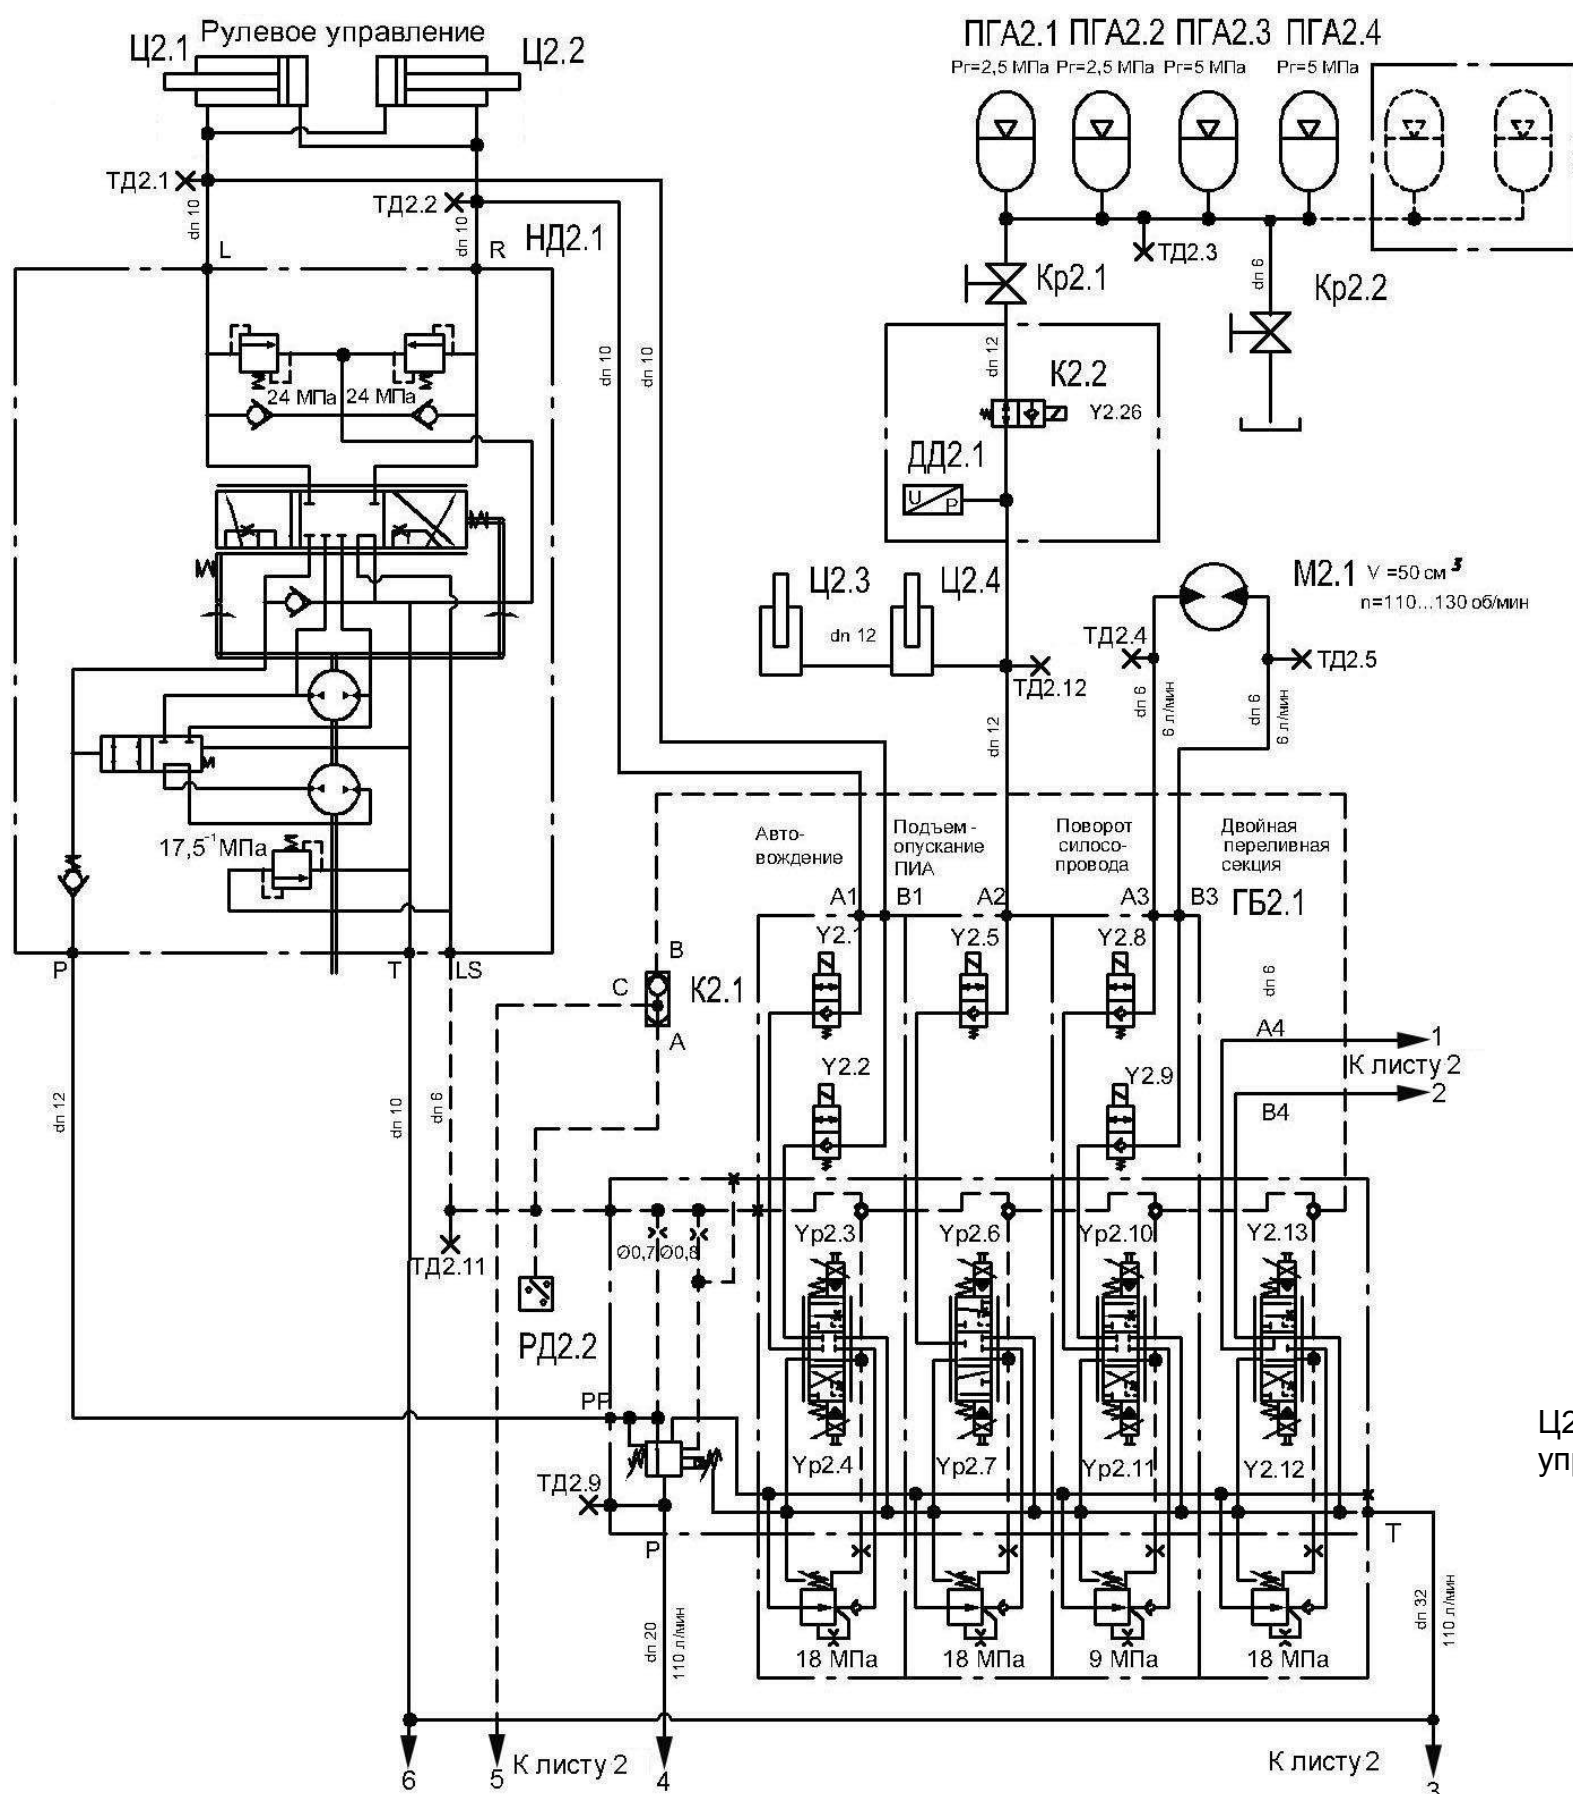 Рулевое управление
Ц2.1
Ц2.2
ПГА2.1 ПГА2.2 ПГА2.3 ПГА2.4
Рг=2,5 МПа Рг=2,5 МПа Рг=5 МПа Рг=5 МПа
ТД2.1
ТД2.2
dn 10
dn 10
НД2.1
L
R
ТД2.3
dn 6
Кр2.1
Кр2.2
24 МПа 24 МПа
dn 10
dn 10
dn 12
К2.2
Y2.26
ДД2.1
U
P
Ц2.3
Ц2.4
dn 12
М2.1 V =50 см 3
n=110...130 об/мин
ТД2.4
ТД2.5
ТД2.12
dn 12
dn 6
6 л/мин
dn 6
6 л/мин
17,5-1 МПа
Авто-
вождение
Подъем -
опускание
ПИА
Поворот
силосо-
провода
Двойная
переливная
секция
A1
B1
A2
A3
B3
ГБ2.1
P
T
LS
B
C
К2.1
A
Y2.1
Y2.5
Y2.8
dn 6
A4
1
К листу 2
Y2.2
Y2.9
B4
2
dn 12
dn 10
dn 6
ТД2.11
Ø0,7
Ø0,8
Yp2.3
Yp2.6
Yp2.10
Y2.13
РД2.2
PF
Yp2.4
Yp2.7
Yp2.11
Y2.12
Ц2
упр
ТД2.9
P
T
dn 20
110 л/мин
dn 32
110 л/мин
18 МПа
18 МПа
9 МПа
18 МПа
6
5
К листу 2
4
К листу 2
3